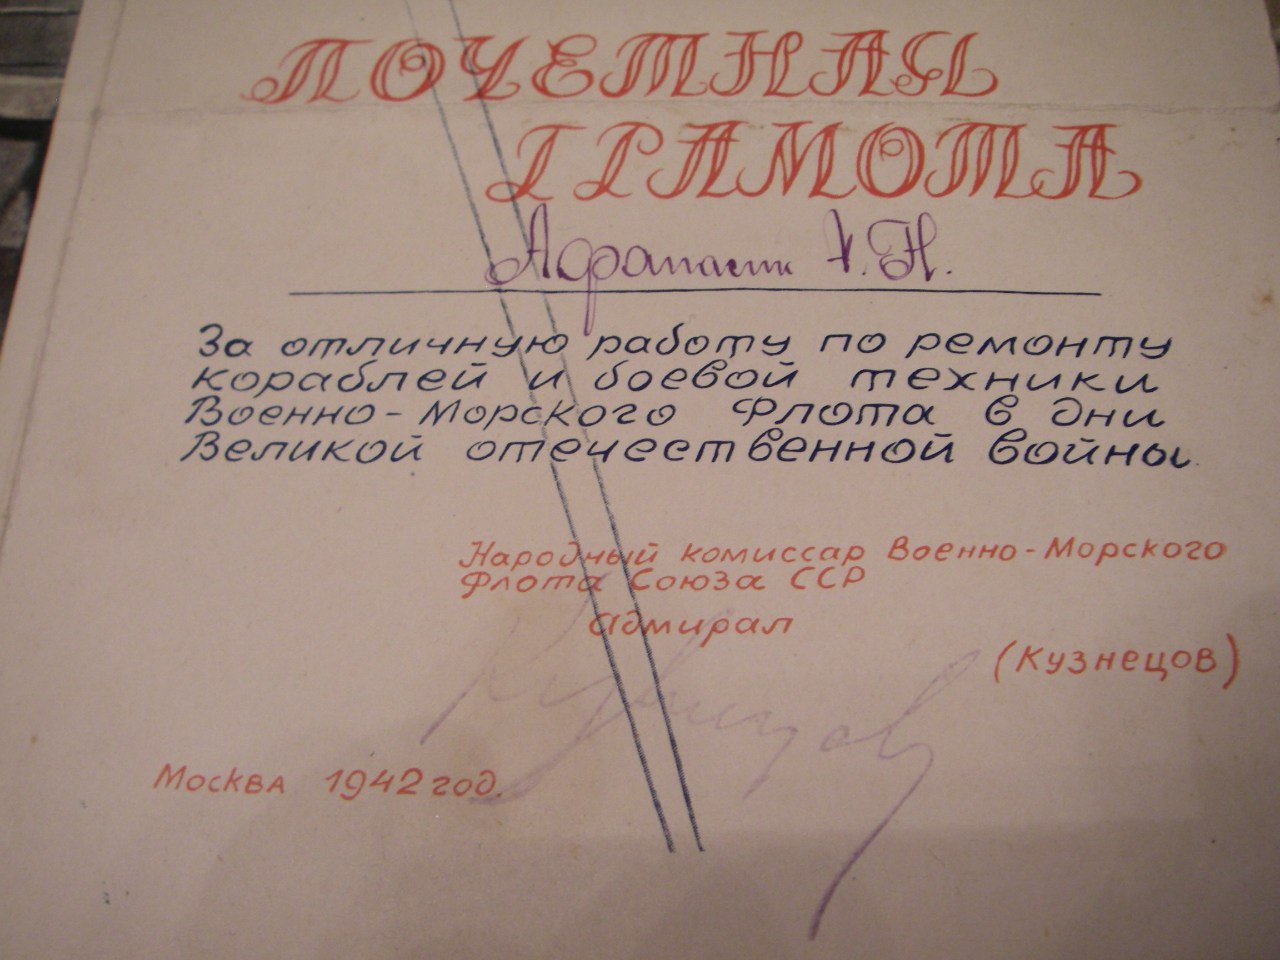 ПОЧЕТНАЯ
ГРАМОТА
За отличную работу по ремонту
кораблей и боевой техники
Военно-Морского Флота в дни
Великой отечественной войны
Народный комиссар Военно-Морского
Флота Союза ССР
адмирал
(Кузнецов)
Кузнецов
Москва 1942 год.